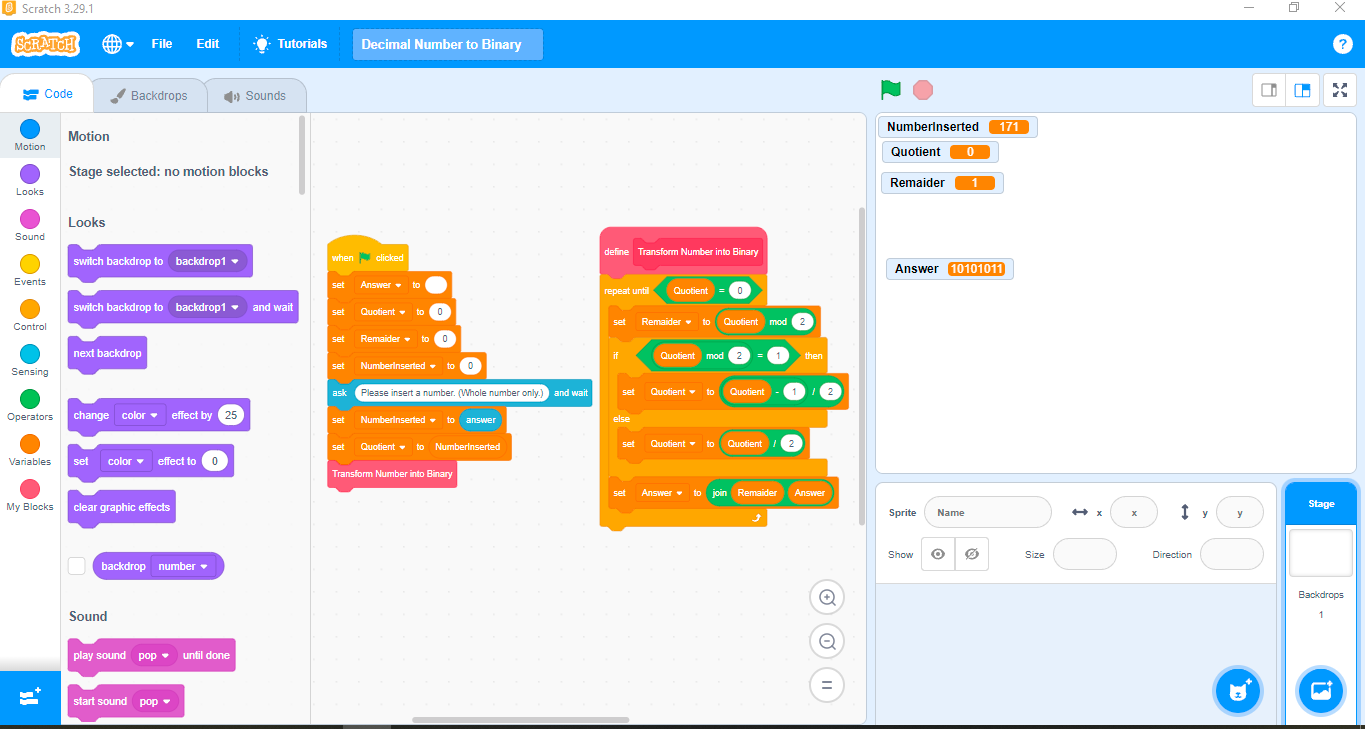 Scratch 3.29.1
SCRATCH
File
Edit
Tutorials
Decimal Number to Binary
?
Code
Backdrops
Sounds
Motion
Looks
Sound
Events
Control
Sensing
Operators
Variables
My Blocks
Motion
Stage selected: no motion blocks
Looks
switch backdrop to backdrop1
switch backdrop to backdrop1 and wait
next backdrop
change color effect by 25
set color effect to 0
clear graphic effects
backdrop number
Sound
play sound pop until done
start sound pop
when clicked
set Answer to
set Quotient to 0
set Remaider to 0
set NumberInserted to 0
ask Please insert a number. (Whole number only.) and wait
set NumberInserted to answer
set Quotient to NumberInserted
Transform Number into Binary
define Transform Number into Binary
repeat until Quotient = 0
set Remaider to Quotient mod 2
if Quotient mod 2 = 1 then
set Quotient to Quotient - 1 / 2
else
set Quotient to Quotient / 2
set Answer to join Remaider Answer
NumberInserted 171
Quotient 0
Remaider 1
Answer 10101011
Sprite Name x x y y
Show Size Direction
Stage
Backdrops
1